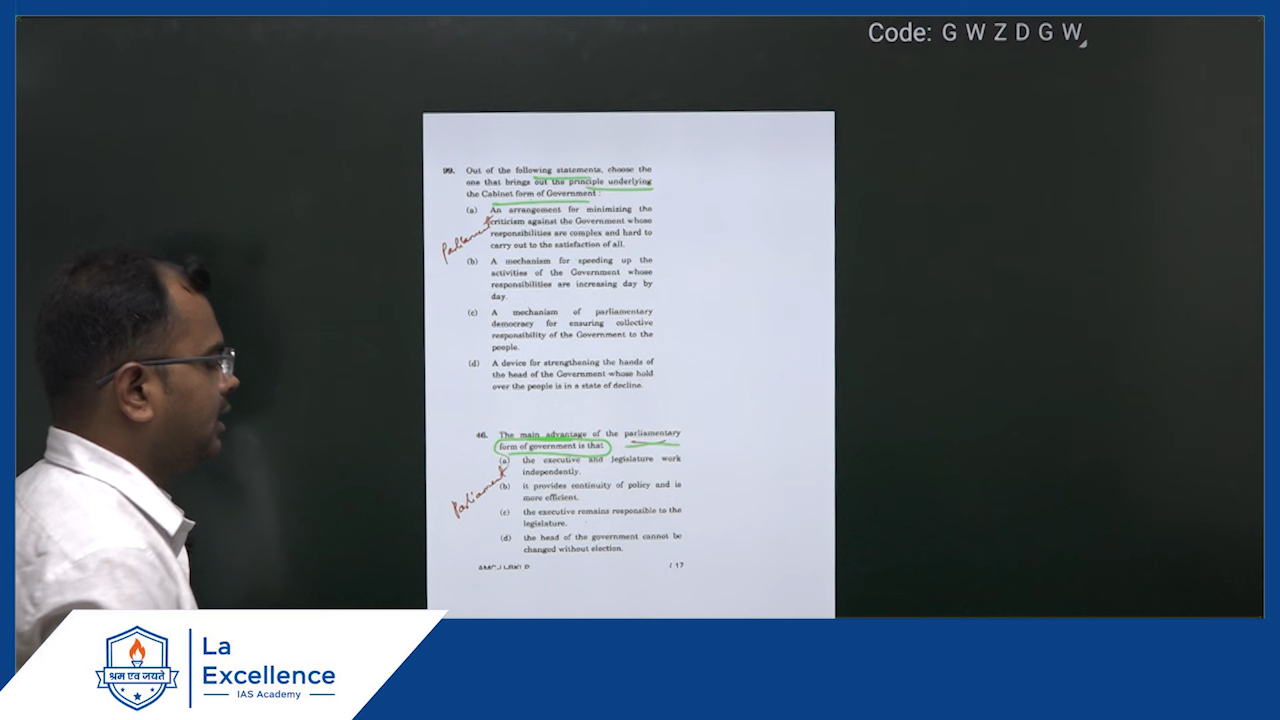 Code: G W Z D G W
99. Out of the following statements, choose the
one that brings out the principle underlying
the Cabinet form of Government :
(a) An arrangement for minimizing the
criticism against the Government whose
responsibilities are complex and hard to
carry out to the satisfaction of all.
Parliament
(b) A mechanism for speeding up the
activities of the Government whose
responsibilities are increasing day by
day.
(c) A mechanism of parliamentary
democracy for ensuring collective
responsibility of the Government to the
people.
(d) A device for strengthening the hands of
the head of the Government whose hold
over the people is in a state of decline.
46. The main advantage of the parliamentary
form of government is that
(a) the executive and legislature work
independently.
Parliament
(b) it provides continuity of policy and is
more efficient.
(c) the executive remains responsible to the
legislature.
(d) the head of the government cannot be
changed without election.
( 17
श्रम एव जयते
La
Excellence
IAS Academy